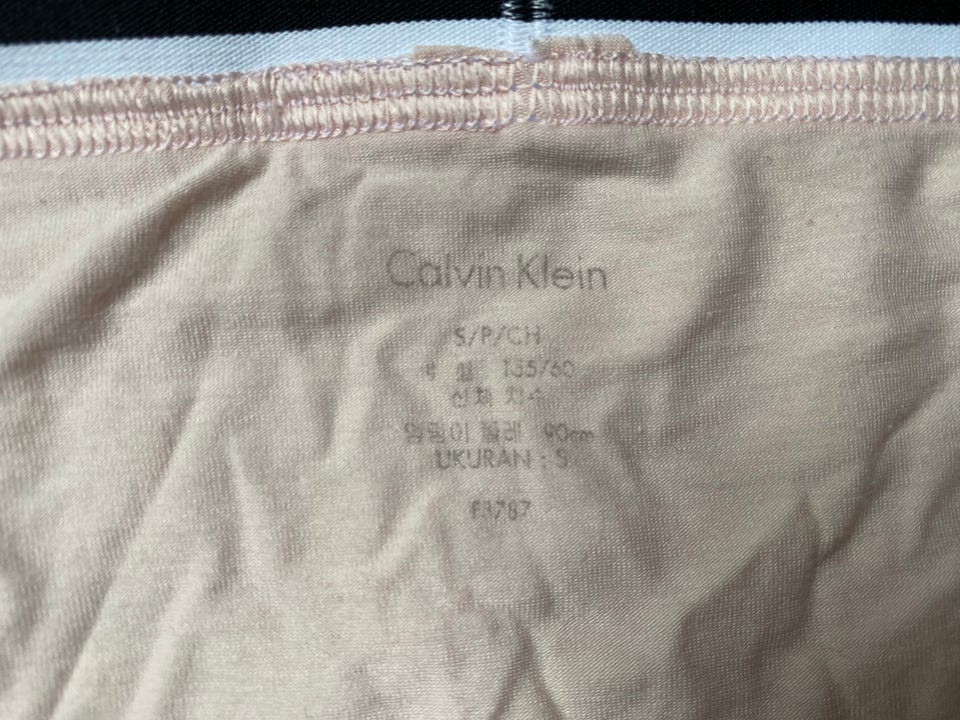 Calvin Klein
S/P/CH
신체 치수
엉덩이 둘레 90cm
UKURAN : S
F3787